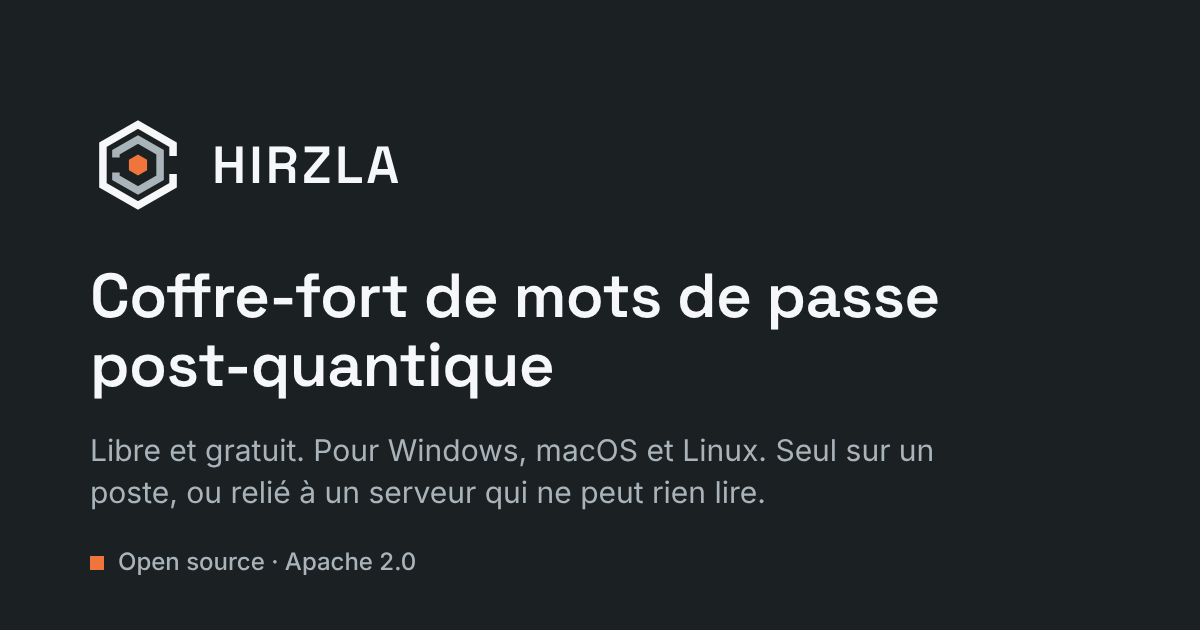 HIRZLA
Coffre-fort de mots de passe
post-quantique
Libre et gratuit. Pour Windows, macOS et Linux. Seul sur un
poste, ou relié à un serveur qui ne peut rien lire.
Open source · Apache 2.0